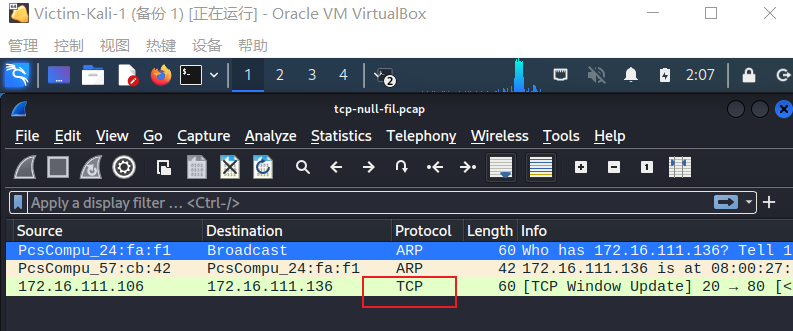 Victim-Kali-1 (备份 1) [正在运行] - Oracle VM VirtualBox
管理 控制 视图 热键 设备 帮助
1 2 3 4 2 2:07
tcp-null-fil.pcap
File Edit View Go Capture Analyze Statistics Telephony Wireless Tools Help
Apply a display filter ... <Ctrl-/>
Source Destination Protocol Length Info
PcsCompu_24:fa:f1 Broadcast ARP 60 Who has 172.16.111.136? Tell 1
PcsCompu_57:cb:42 PcsCompu_24:fa:f1 ARP 42 172.16.111.136 is at 08:00:27:
172.16.111.106 172.16.111.136 TCP 60 [TCP Window Update] 20 → 80 [<